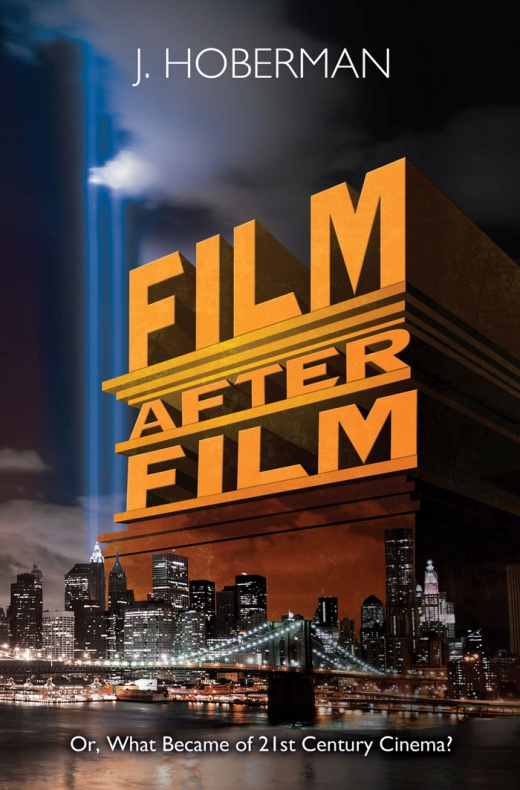 J. HOBERMAN
FILM
AFTER
FILM
Or, What Became of 21st Century Cinema?